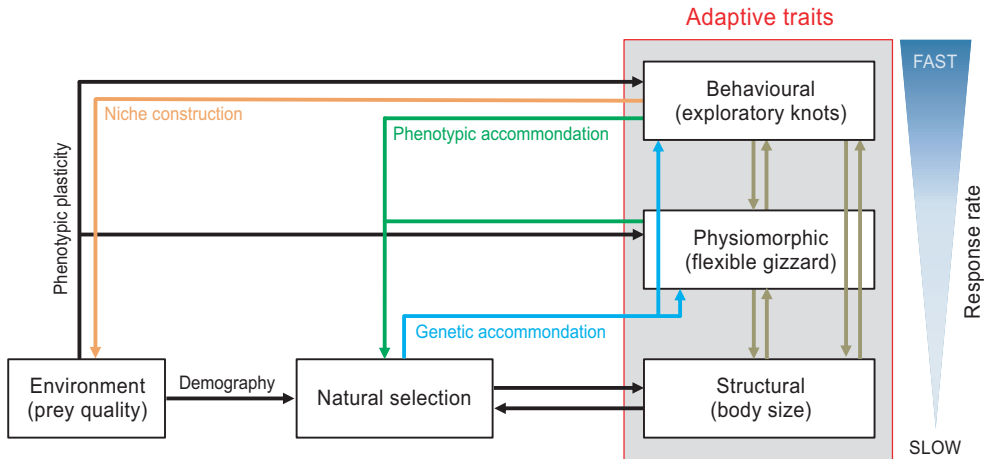 Adaptive traits
FAST
Behavioural
(exploratory knots)
Niche construction
Phenotypic accommondation
Phenotypic plasticity
Physiomorphic
(flexible gizzard)
Response rate
Genetic accommondation
Environment
(prey quality)
Demography
Natural selection
Structural
(body size)
SLOW